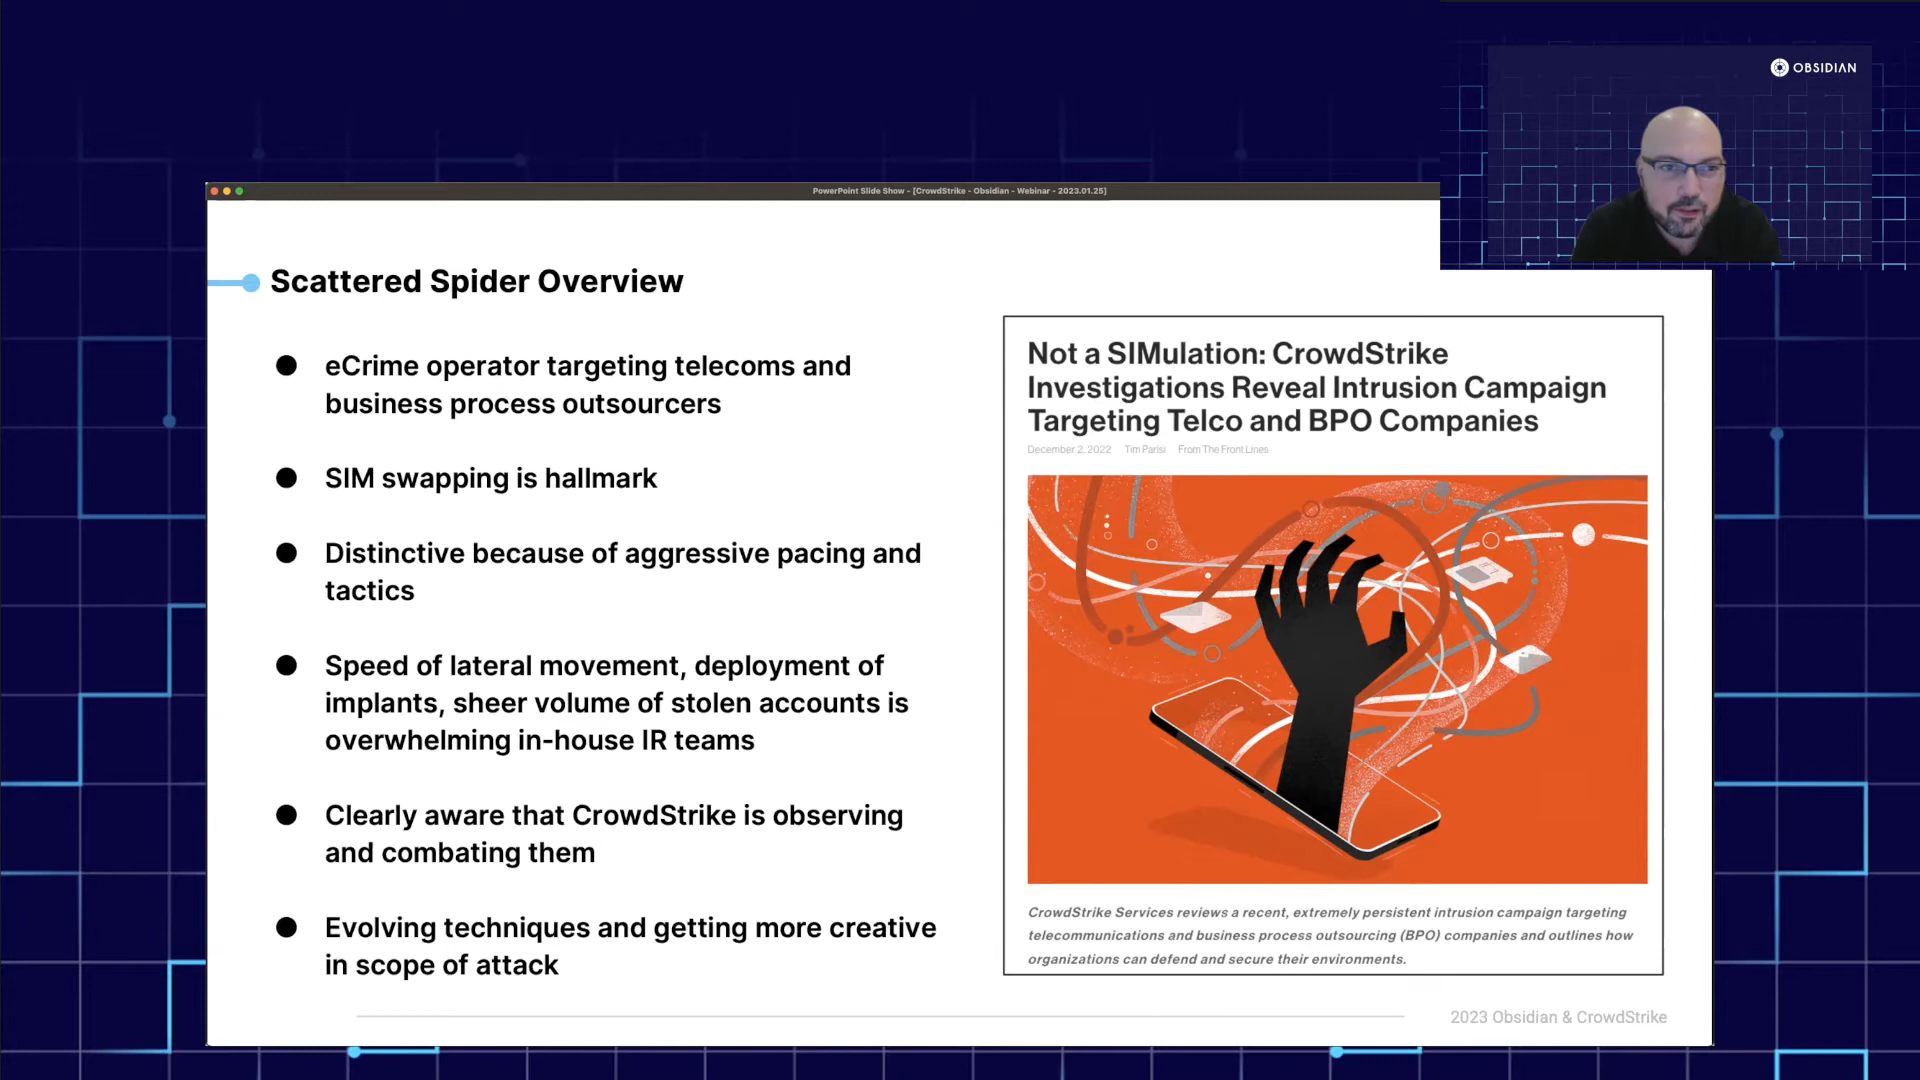 OBSIDIAN
PowerPoint Slide Show - [CrowdStrike - Obsidian - Webinar - 2023.01.25]
Scattered Spider Overview
● eCrime operator targeting telecoms and
business process outsourcers
● SIM swapping is hallmark
● Distinctive because of aggressive pacing and
tactics
● Speed of lateral movement, deployment of
implants, sheer volume of stolen accounts is
overwhelming in-house IR teams
● Clearly aware that CrowdStrike is observing
and combating them
● Evolving techniques and getting more creative
in scope of attack
Not a SIMulation: CrowdStrike
Investigations Reveal Intrusion Campaign
Targeting Telco and BPO Companies
December 2, 2022 Tim Parisi From The Front Lines
CrowdStrike Services reviews a recent, extremely persistent intrusion campaign targeting
telecommunications and business process outsourcing (BPO) companies and outlines how
organizations can defend and secure their environments.
2023 Obsidian & CrowdStrike